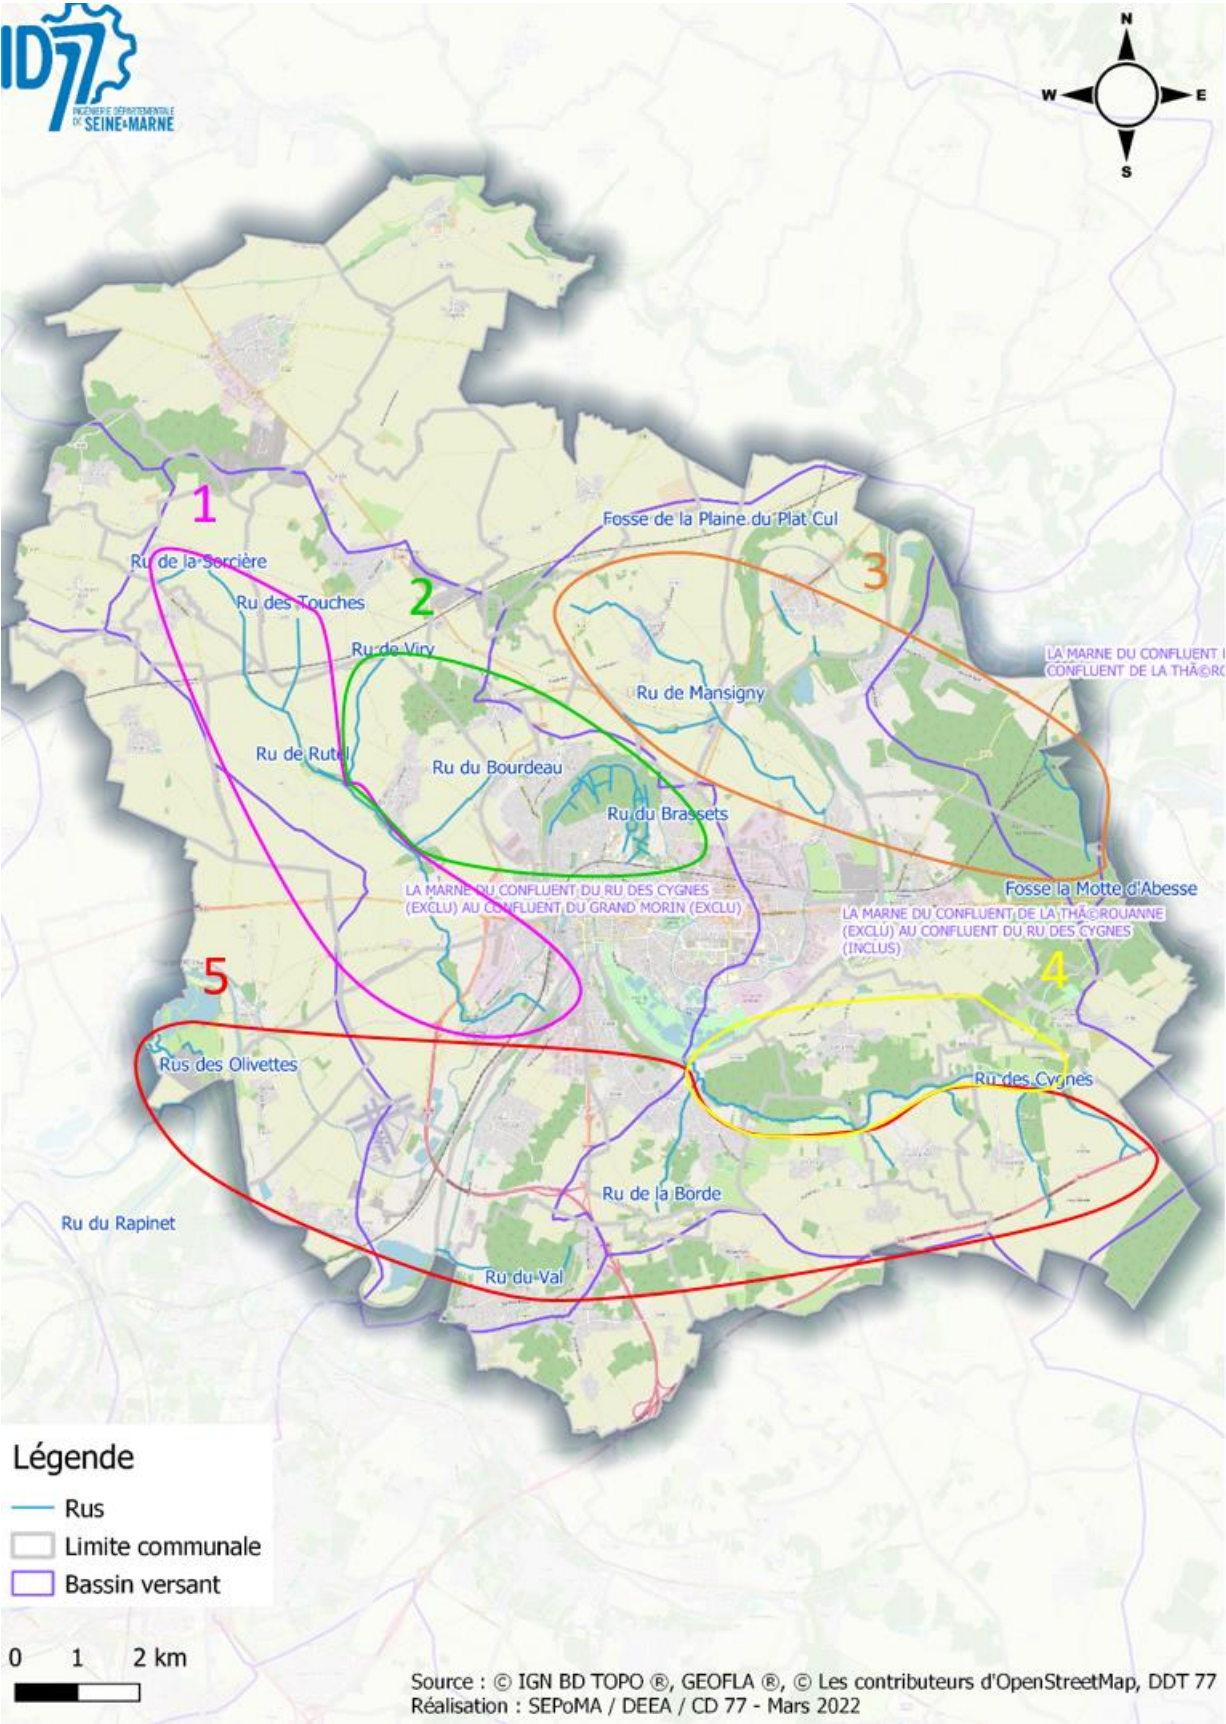 ID77
INGÉNIERIE DÉPARTEMENTALE
DE SEINE&MARNE
N
W
E
S
1
Fosse de la Plaine du Plat Cul
Ru de la Sorcière
3
2
Ru des Touches
Ru de Viry
LA MARNE DU CONFLUENT
CONFLUENT DE LA THÃ©RO
Ru de Mansigny
Ru de Rutel
Ru du Bourdeau
Ru du Brassets
LA MARNE DU CONFLUENT DU RU DES CYGNES
(EXCLU) AU CONFLUENT DU GRAND MORIN (EXCLU)
Fosse la Motte d'Abesse
LA MARNE DU CONFLUENT DE LA THÃ©ROUANNE
(EXCLU) AU CONFLUENT DU RU DES CYGNES
(INCLUS)
5
4
Rus des Olivettes
Ru des Cygnes
Ru de la Borde
Ru du Rapinet
Ru du Val
Légende
Rus
Limite communale
Bassin versant
0 1 2 km
Source : © IGN BD TOPO ®, GEOFLA ®, © Les contributeurs d'OpenStreetMap, DDT 77
Réalisation : SEPoMA / DEEA / CD 77 - Mars 2022